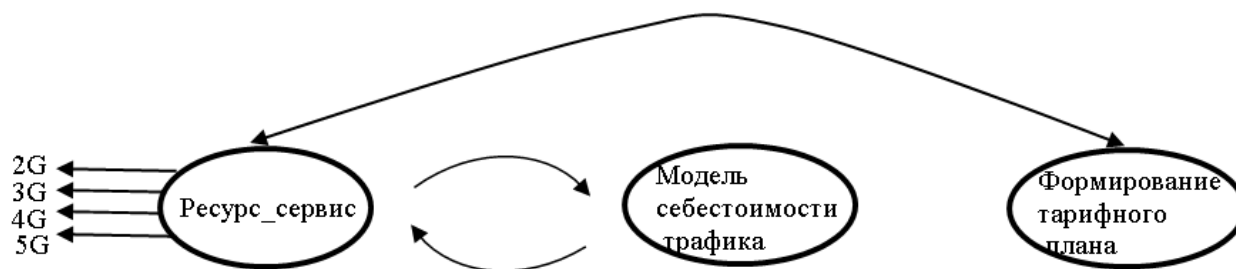 2G
3G
4G
5G
Ресурс_сервис
Модель
себестоимости
трафика
Формирование
тарифного
плана